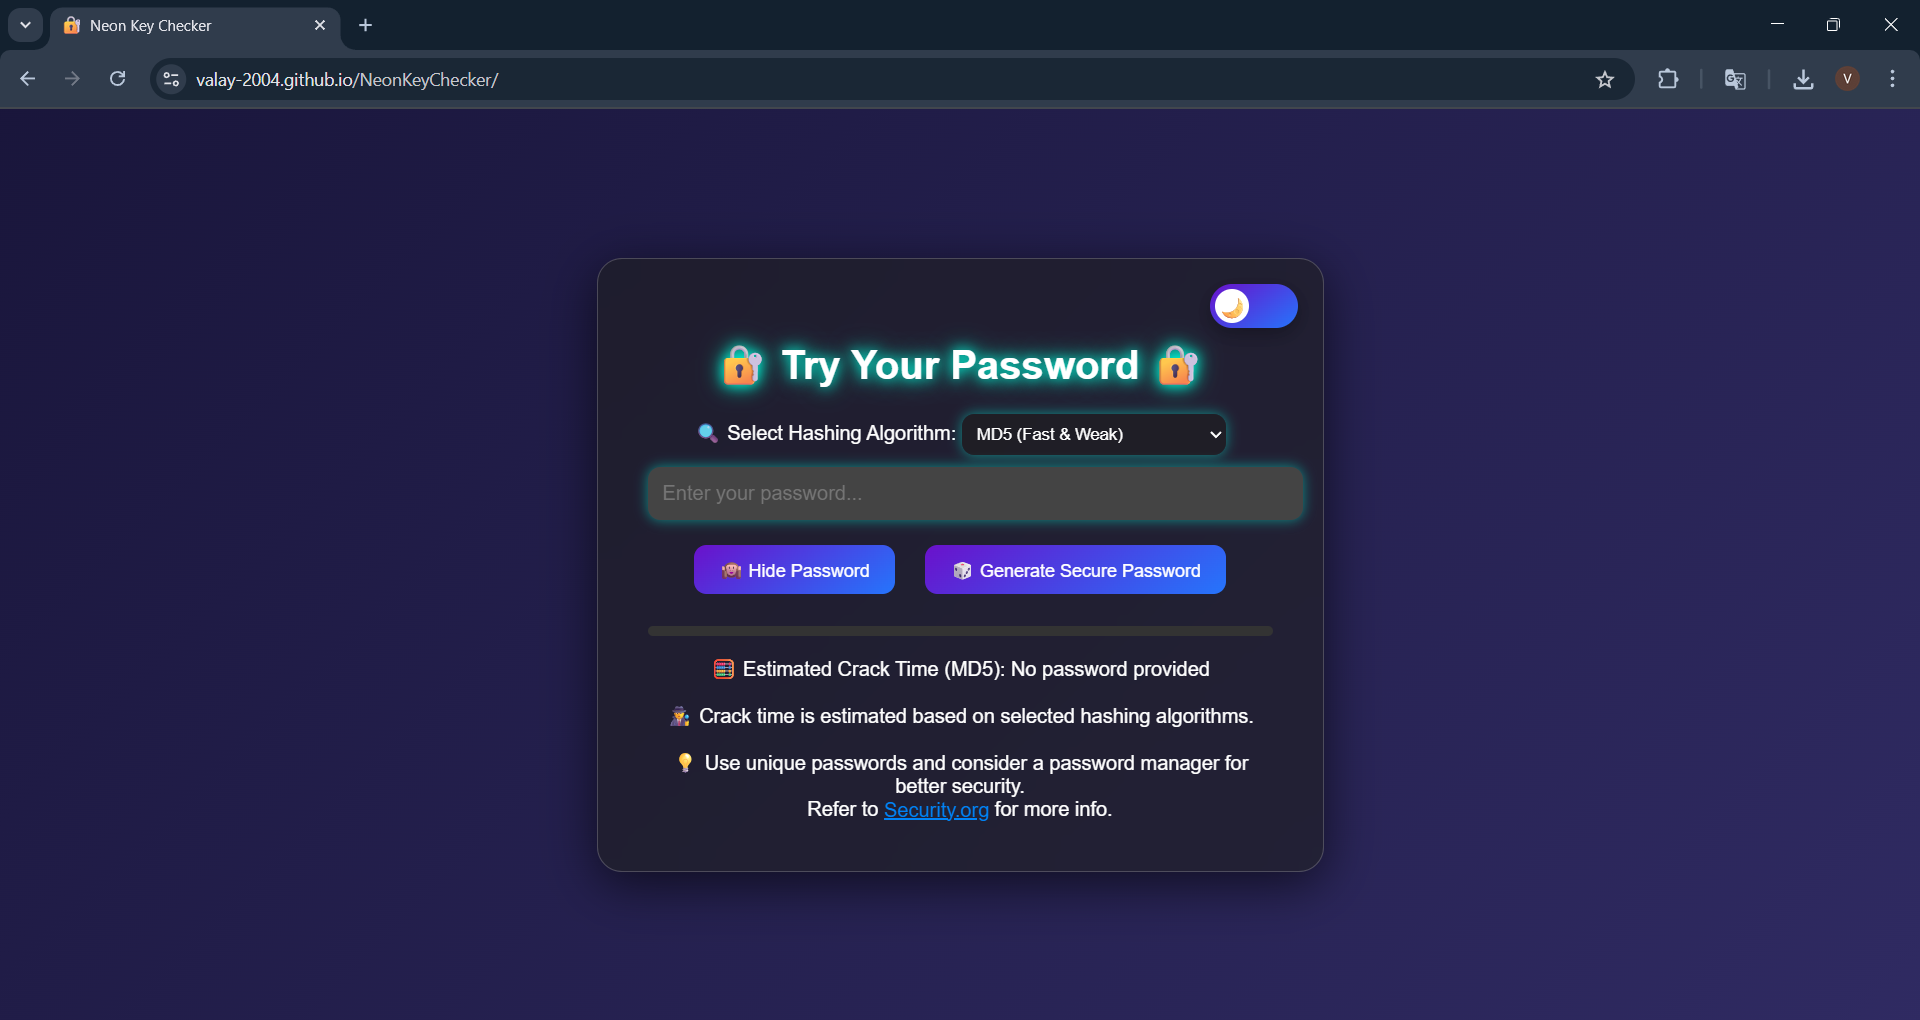 Neon Key Checker
valay-2004.github.io/NeonKeyChecker/
V
Try Your Password
Select Hashing Algorithm: MD5 (Fast & Weak)
Enter your password...
Hide Password
Generate Secure Password
Estimated Crack Time (MD5): No password provided
Crack time is estimated based on selected hashing algorithms.
Use unique passwords and consider a password manager for
better security.
Refer to Security.org for more info.